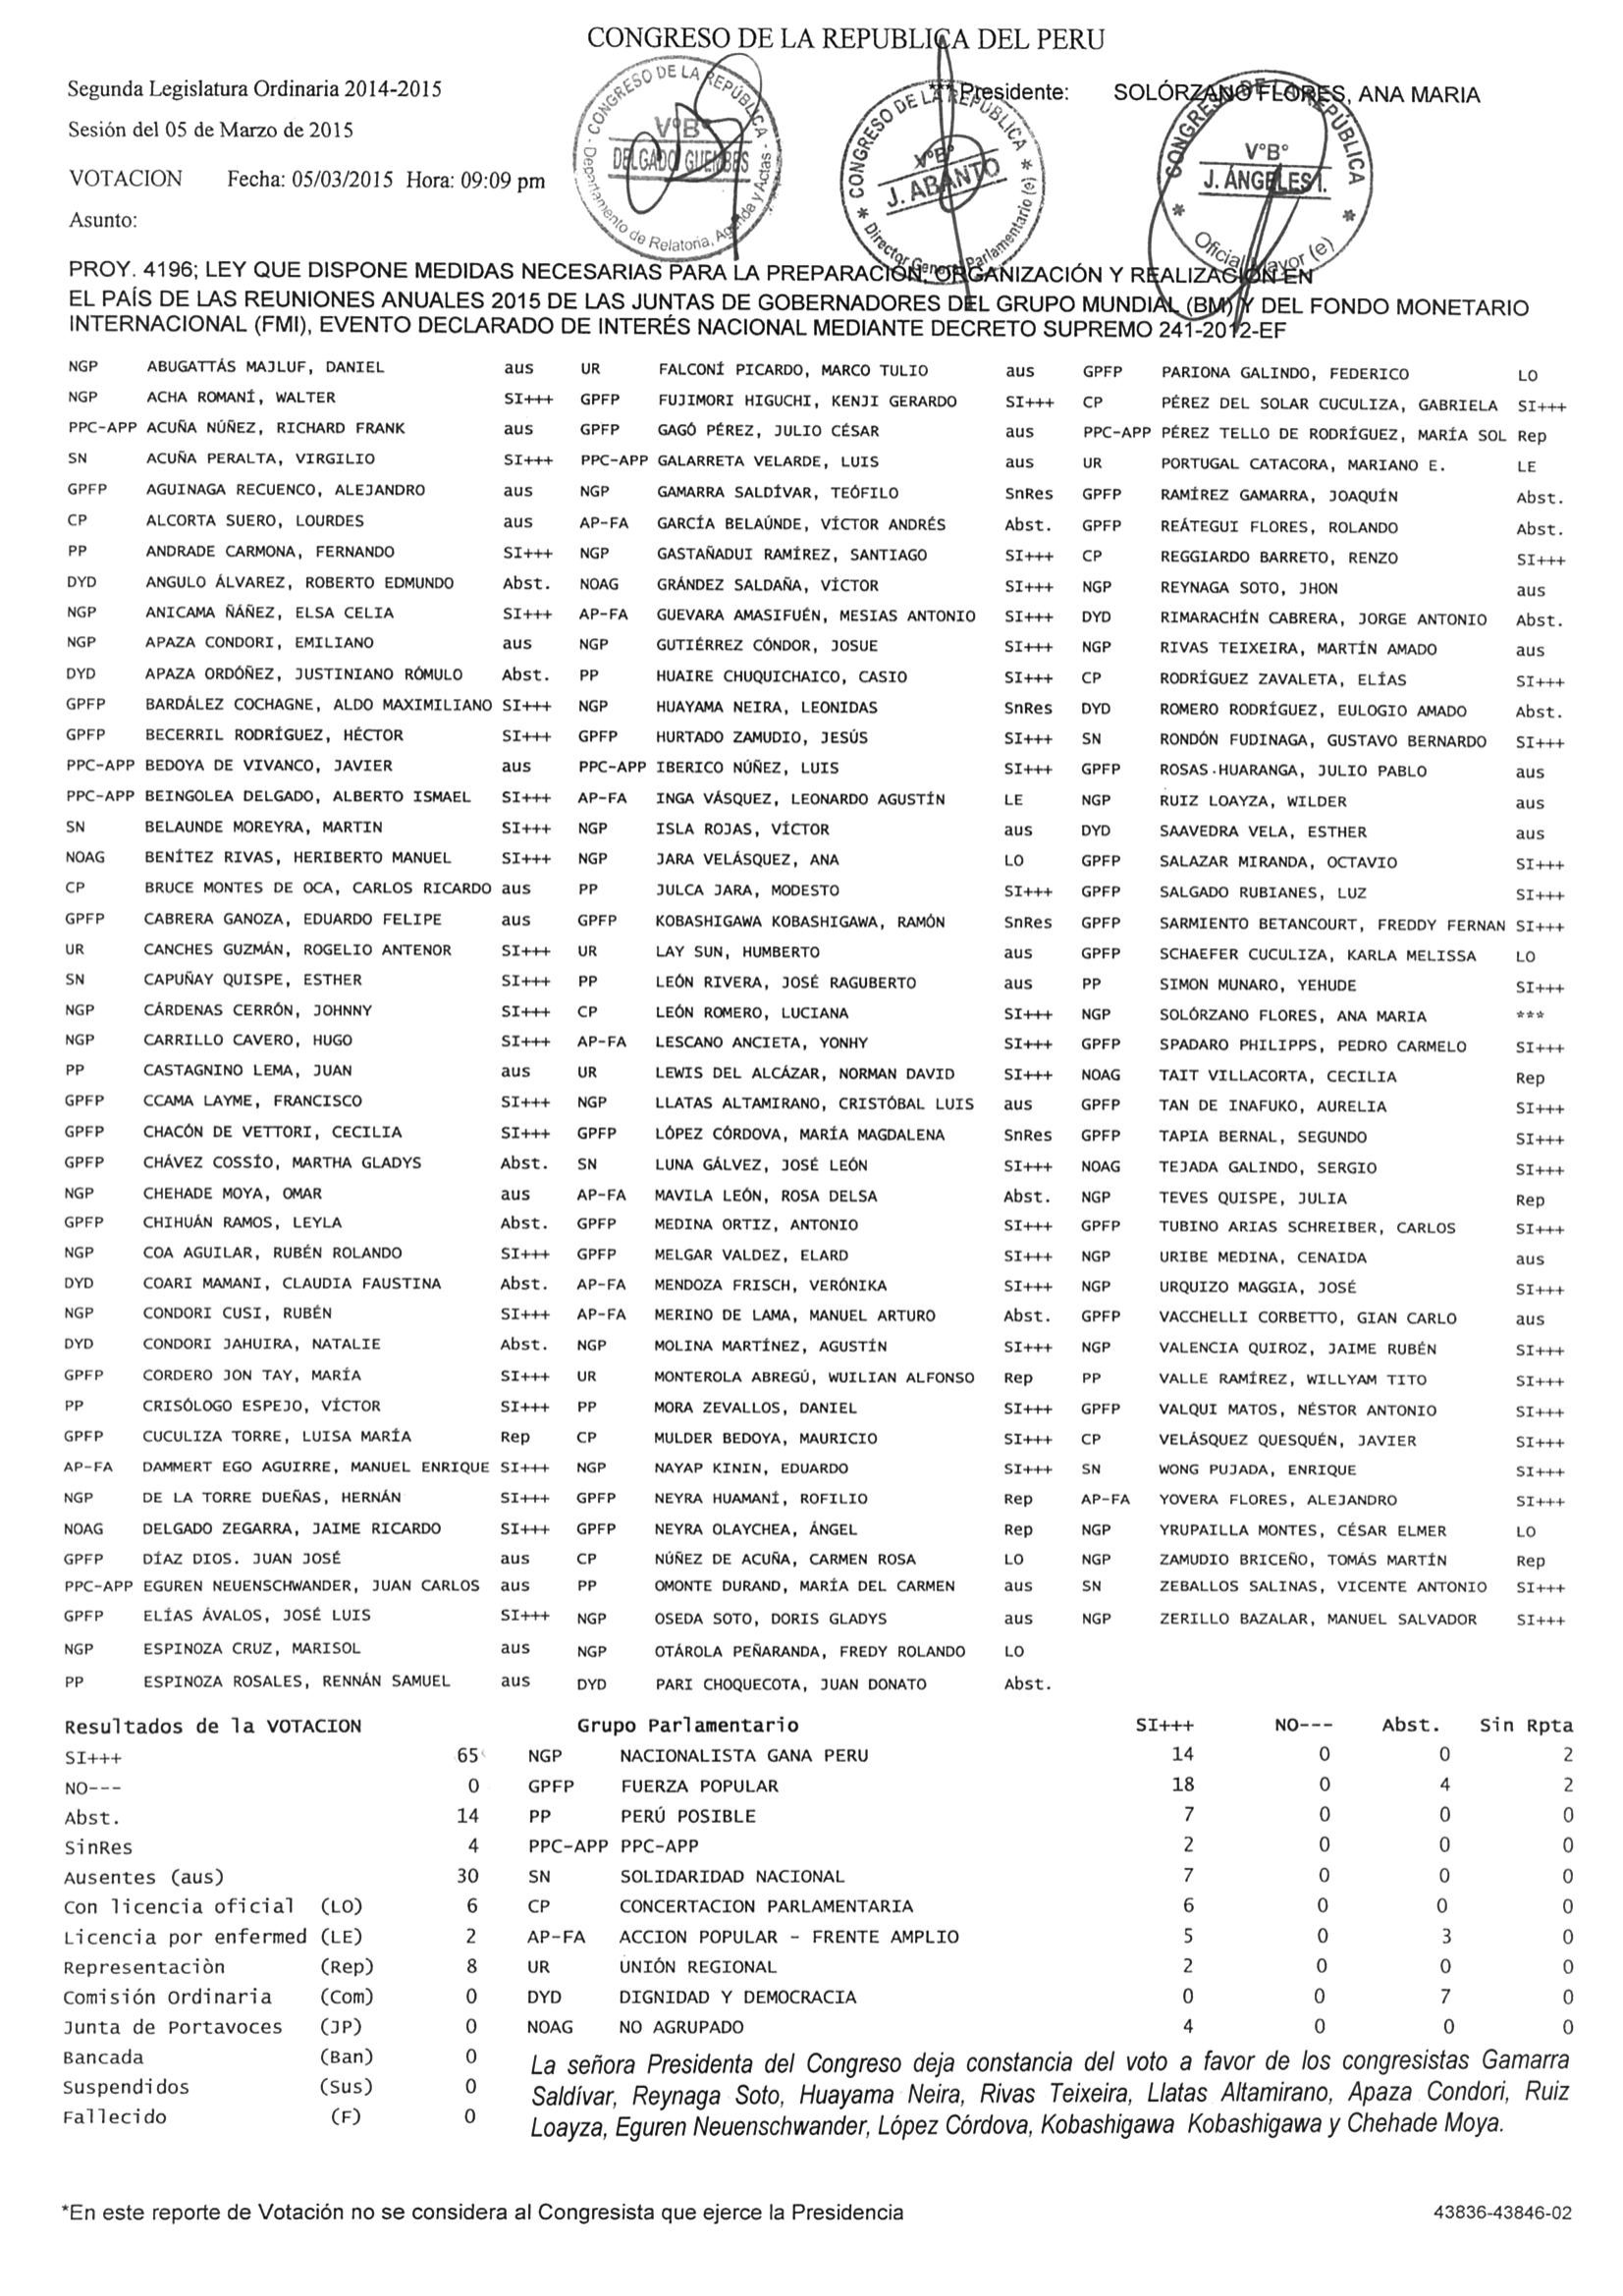 CONGRESO DE LA REPUBLICA DEL PERU
Segunda Legislatura Ordinaria 2014-2015
*** Presidente: SOLÓRZANO FLORES, ANA MARIA
Sesión del 05 de Marzo de 2015
VOTACION Fecha: 05/03/2015 Hora: 09:09 pm
Asunto:
CONGRESO DE LA REPÚBLICA - Departamento de Relatoria, Agenda y Actas -
V°B°
DELGADO GUEMBES
* CONGRESO DE LA REPÚBLICA * Director General Parlamentario (e)
V°B°
J. ABANTO
* CONGRESO DE LA REPÚBLICA * Oficial Mayor (e)
V°B°
J. ÁNGELES I.
PROY. 4196; LEY QUE DISPONE MEDIDAS NECESARIAS PARA LA PREPARACIÓN, ORGANIZACIÓN Y REALIZACIÓN EN
EL PAÍS DE LAS REUNIONES ANUALES 2015 DE LAS JUNTAS DE GOBERNADORES DEL GRUPO MUNDIAL (BM) Y DEL FONDO MONETARIO
INTERNACIONAL (FMI), EVENTO DECLARADO DE INTERÉS NACIONAL MEDIANTE DECRETO SUPREMO 241-2012-EF
NGP ABUGATTÁS MAJLUF, DANIEL aus UR FALCONÍ PICARDO, MARCO TULIO aus GPFP PARIONA GALINDO, FEDERICO LO
NGP ACHA ROMANÍ, WALTER SI+++ GPFP FUJIMORI HIGUCHI, KENJI GERARDO SI+++ CP PÉREZ DEL SOLAR CUCULIZA, GABRIELA SI+++
PPC-APP ACUÑA NÚÑEZ, RICHARD FRANK aus GPFP GAGÓ PÉREZ, JULIO CÉSAR aus PPC-APP PÉREZ TELLO DE RODRÍGUEZ, MARÍA SOL Rep
SN ACUÑA PERALTA, VIRGILIO SI+++ PPC-APP GALARRETA VELARDE, LUIS aus UR PORTUGAL CATACORA, MARIANO E. LE
GPFP AGUINAGA RECUENCO, ALEJANDRO aus NGP GAMARRA SALDÍVAR, TEÓFILO SnRes GPFP RAMÍREZ GAMARRA, JOAQUÍN Abst.
CP ALCORTA SUERO, LOURDES aus AP-FA GARCÍA BELAÚNDE, VÍCTOR ANDRÉS Abst. GPFP REÁTEGUI FLORES, ROLANDO Abst.
PP ANDRADE CARMONA, FERNANDO SI+++ NGP GASTAÑADUI RAMÍREZ, SANTIAGO SI+++ CP REGGIARDO BARRETO, RENZO SI+++
DYD ANGULO ÁLVAREZ, ROBERTO EDMUNDO Abst. NOAG GRÁNDEZ SALDAÑA, VÍCTOR SI+++ NGP REYNAGA SOTO, JHON aus
NGP ANICAMA ÑÁÑEZ, ELSA CELIA SI+++ AP-FA GUEVARA AMASIFUÉN, MESIAS ANTONIO SI+++ DYD RIMARACHÍN CABRERA, JORGE ANTONIO Abst.
NGP APAZA CONDORI, EMILIANO aus NGP GUTIÉRREZ CÓNDOR, JOSUE SI+++ NGP RIVAS TEIXEIRA, MARTÍN AMADO aus
DYD APAZA ORDÓÑEZ, JUSTINIANO RÓMULO Abst. PP HUAIRE CHUQUICHAICO, CASIO SI+++ CP RODRÍGUEZ ZAVALETA, ELÍAS SI+++
GPFP BARDÁLEZ COCHAGNE, ALDO MAXIMILIANO SI+++ NGP HUAYAMA NEIRA, LEONIDAS SnRes DYD ROMERO RODRÍGUEZ, EULOGIO AMADO Abst.
GPFP BECERRIL RODRÍGUEZ, HÉCTOR SI+++ GPFP HURTADO ZAMUDIO, JESÚS SI+++ SN RONDÓN FUDINAGA, GUSTAVO BERNARDO SI+++
PPC-APP BEDOYA DE VIVANCO, JAVIER aus PPC-APP IBERICO NÚÑEZ, LUIS SI+++ GPFP ROSAS HUARANGA, JULIO PABLO aus
PPC-APP BEINGOLEA DELGADO, ALBERTO ISMAEL SI+++ AP-FA INGA VÁSQUEZ, LEONARDO AGUSTÍN LE NGP RUIZ LOAYZA, WILDER aus
SN BELAUNDE MOREYRA, MARTIN SI+++ NGP ISLA ROJAS, VÍCTOR aus DYD SAAVEDRA VELA, ESTHER aus
NOAG BENÍTEZ RIVAS, HERIBERTO MANUEL SI+++ NGP JARA VELÁSQUEZ, ANA LO GPFP SALAZAR MIRANDA, OCTAVIO SI+++
CP BRUCE MONTES DE OCA, CARLOS RICARDO aus PP JULCA JARA, MODESTO SI+++ GPFP SALGADO RUBIANES, LUZ SI+++
GPFP CABRERA GANOZA, EDUARDO FELIPE aus GPFP KOBASHIGAWA KOBASHIGAWA, RAMÓN SnRes GPFP SARMIENTO BETANCOURT, FREDDY FERNAN SI+++
UR CANCHES GUZMÁN, ROGELIO ANTENOR SI+++ UR LAY SUN, HUMBERTO aus GPFP SCHAEFER CUCULIZA, KARLA MELISSA LO
SN CAPUÑAY QUISPE, ESTHER SI+++ PP LEÓN RIVERA, JOSÉ RAGUBERTO aus PP SIMON MUNARO, YEHUDE SI+++
NGP CÁRDENAS CERRÓN, JOHNNY SI+++ CP LEÓN ROMERO, LUCIANA SI+++ NGP SOLÓRZANO FLORES, ANA MARIA ***
NGP CARRILLO CAVERO, HUGO SI+++ AP-FA LESCANO ANCIETA, YONHY SI+++ GPFP SPADARO PHILIPPS, PEDRO CARMELO SI+++
PP CASTAGNINO LEMA, JUAN aus UR LEWIS DEL ALCÁZAR, NORMAN DAVID SI+++ NOAG TAIT VILLACORTA, CECILIA Rep
GPFP CCAMA LAYME, FRANCISCO SI+++ NGP LLATAS ALTAMIRANO, CRISTÓBAL LUIS aus GPFP TAN DE INAFUKO, AURELIA SI+++
GPFP CHACÓN DE VETTORI, CECILIA SI+++ GPFP LÓPEZ CÓRDOVA, MARÍA MAGDALENA SnRes GPFP TAPIA BERNAL, SEGUNDO SI+++
GPFP CHÁVEZ COSSÍO, MARTHA GLADYS Abst. SN LUNA GÁLVEZ, JOSÉ LEÓN SI+++ NOAG TEJADA GALINDO, SERGIO SI+++
NGP CHEHADE MOYA, OMAR aus AP-FA MAVILA LEÓN, ROSA DELSA Abst. NGP TEVES QUISPE, JULIA Rep
GPFP CHIHUÁN RAMOS, LEYLA Abst. GPFP MEDINA ORTIZ, ANTONIO SI+++ GPFP TUBINO ARIAS SCHREIBER, CARLOS SI+++
NGP COA AGUILAR, RUBÉN ROLANDO SI+++ GPFP MELGAR VALDEZ, ELARD SI+++ NGP URIBE MEDINA, CENAIDA aus
DYD COARI MAMANI, CLAUDIA FAUSTINA Abst. AP-FA MENDOZA FRISCH, VERÓNIKA SI+++ NGP URQUIZO MAGGIA, JOSÉ SI+++
NGP CONDORI CUSI, RUBÉN SI+++ AP-FA MERINO DE LAMA, MANUEL ARTURO Abst. GPFP VACCHELLI CORBETTO, GIAN CARLO aus
DYD CONDORI JAHUIRA, NATALIE Abst. NGP MOLINA MARTÍNEZ, AGUSTÍN SI+++ NGP VALENCIA QUIROZ, JAIME RUBÉN SI+++
GPFP CORDERO JON TAY, MARÍA SI+++ UR MONTEROLA ABREGÚ, WUILIAN ALFONSO Rep PP VALLE RAMÍREZ, WILLYAM TITO SI+++
PP CRISÓLOGO ESPEJO, VÍCTOR SI+++ PP MORA ZEVALLOS, DANIEL SI+++ GPFP VALQUI MATOS, NÉSTOR ANTONIO SI+++
GPFP CUCULIZA TORRE, LUISA MARÍA Rep CP MULDER BEDOYA, MAURICIO SI+++ CP VELÁSQUEZ QUESQUÉN, JAVIER SI+++
AP-FA DAMMERT EGO AGUIRRE, MANUEL ENRIQUE SI+++ NGP NAYAP KININ, EDUARDO SI+++ SN WONG PUJADA, ENRIQUE SI+++
NGP DE LA TORRE DUEÑAS, HERNÁN SI+++ GPFP NEYRA HUAMANÍ, ROFILIO Rep AP-FA YOVERA FLORES, ALEJANDRO SI+++
NOAG DELGADO ZEGARRA, JAIME RICARDO SI+++ GPFP NEYRA OLAYCHEA, ÁNGEL Rep NGP YRUPAILLA MONTES, CÉSAR ELMER LO
GPFP DÍAZ DIOS. JUAN JOSÉ aus CP NÚÑEZ DE ACUÑA, CARMEN ROSA LO NGP ZAMUDIO BRICEÑO, TOMÁS MARTÍN Rep
PPC-APP EGUREN NEUENSCHWANDER, JUAN CARLOS aus PP OMONTE DURAND, MARÍA DEL CARMEN aus SN ZEBALLOS SALINAS, VICENTE ANTONIO SI+++
GPFP ELÍAS ÁVALOS, JOSÉ LUIS SI+++ NGP OSEDA SOTO, DORIS GLADYS aus NGP ZERILLO BAZALAR, MANUEL SALVADOR SI+++
NGP ESPINOZA CRUZ, MARISOL aus NGP OTÁROLA PEÑARANDA, FREDY ROLANDO LO
PP ESPINOZA ROSALES, RENNÁN SAMUEL aus DYD PARI CHOQUECOTA, JUAN DONATO Abst.
Resultados de la VOTACION Grupo Parlamentario SI+++ NO--- Abst. Sin Rpta
SI+++ 65 NGP NACIONALISTA GANA PERU 14 0 0 2
NO--- 0 GPFP FUERZA POPULAR 18 0 4 2
Abst. 14 PP PERÚ POSIBLE 7 0 0 0
SinRes 4 PPC-APP PPC-APP 2 0 0 0
Ausentes (aus) 30 SN SOLIDARIDAD NACIONAL 7 0 0 0
Con licencia oficial (LO) 6 CP CONCERTACION PARLAMENTARIA 6 0 0 0
Licencia por enfermed (LE) 2 AP-FA ACCION POPULAR - FRENTE AMPLIO 5 0 3 0
Representaciòn (Rep) 8 UR UNIÓN REGIONAL 2 0 0 0
Comisión Ordinaria (Com) 0 DYD DIGNIDAD Y DEMOCRACIA 0 0 7 0
Junta de Portavoces (JP) 0 NOAG NO AGRUPADO 4 0 0 0
Bancada (Ban) 0
Suspendidos (Sus) 0
Fallecido (F) 0
La señora Presidenta del Congreso deja constancia del voto a favor de los congresistas Gamarra
Saldívar, Reynaga Soto, Huayama Neira, Rivas Teixeira, Llatas Altamirano, Apaza Condori, Ruiz
Loayza, Eguren Neuenschwander, López Córdova, Kobashigawa Kobashigawa y Chehade Moya.
*En este reporte de Votación no se considera al Congresista que ejerce la Presidencia 43836-43846-02